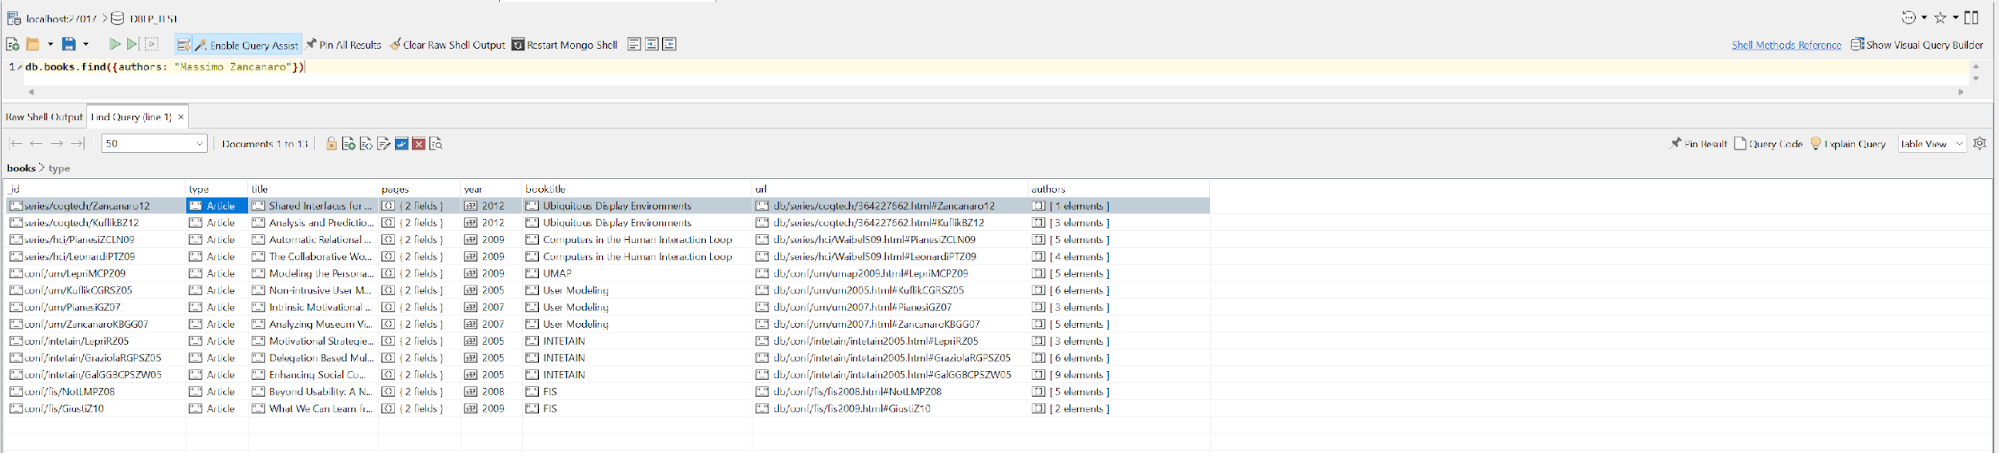 localhost:27017 > DBLP_TEST
Enable Query Assist Pin All Results Clear Raw Shell Output Restart Mongo Shell Shell Methods Reference Show Visual Query Builder
1 db.books.find({authors: "Massimo Zancanaro"})
Raw Shell Output Find Query (line 1) ×
50 Documents 1 to 13 Pin Result Query Code Explain Query Table View
books > type
_id type title pages year booktitle url authors
series/cogtech/Zancanaro12 Article Shared Interfaces for ... { 2 fields } 2012 Ubiquitous Display Environments db/series/cogtech/364227662.html#Zancanaro12 [ 1 elements ]
series/cogtech/KuflikBZ12 Article Analysis and Predictio... { 2 fields } 2012 Ubiquitous Display Environments db/series/cogtech/364227662.html#KuflikBZ12 [ 3 elements ]
series/hci/PianesiZCLN09 Article Automatic Relational ... { 2 fields } 2009 Computers in the Human Interaction Loop db/series/hci/WaibelS09.html#PianesiZCLN09 [ 5 elements ]
series/hci/LeonardiPTZ09 Article The Collaborative Wo... { 2 fields } 2009 Computers in the Human Interaction Loop db/series/hci/WaibelS09.html#LeonardiPTZ09 [ 4 elements ]
conf/um/LepriMCPZ09 Article Modeling the Persona... { 2 fields } 2009 UMAP db/conf/um/umap2009.html#LepriMCPZ09 [ 5 elements ]
conf/um/KuflikCGRSZ05 Article Non-intrusive User M... { 2 fields } 2005 User Modeling db/conf/um/um2005.html#KuflikCGRSZ05 [ 6 elements ]
conf/um/PianesiGZ07 Article Intrinsic Motivational ... { 2 fields } 2007 User Modeling db/conf/um/um2007.html#PianesiGZ07 [ 3 elements ]
conf/um/ZancanaroKBGG07 Article Analyzing Museum Vi... { 2 fields } 2007 User Modeling db/conf/um/um2007.html#ZancanaroKBGG07 [ 5 elements ]
conf/intetain/LepriRZ05 Article Motivational Strategie... { 2 fields } 2005 INTETAIN db/conf/intetain/intetain2005.html#LepriRZ05 [ 3 elements ]
conf/intetain/GraziolaRGPSZ05 Article Delegation Based Mul... { 2 fields } 2005 INTETAIN db/conf/intetain/intetain2005.html#GraziolaRGPSZ05 [ 6 elements ]
conf/intetain/GalGGBCPSZW05 Article Enhancing Social Co... { 2 fields } 2005 INTETAIN db/conf/intetain/intetain2005.html#GalGGBCPSZW05 [ 9 elements ]
conf/fis/NotLMPZ08 Article Beyond Usability: A N... { 2 fields } 2008 FIS db/conf/fis/fis2008.html#NotLMPZ08 [ 5 elements ]
conf/fis/GiustiZ10 Article What We Can Learn fr... { 2 fields } 2009 FIS db/conf/fis/fis2009.html#GiustiZ10 [ 2 elements ]